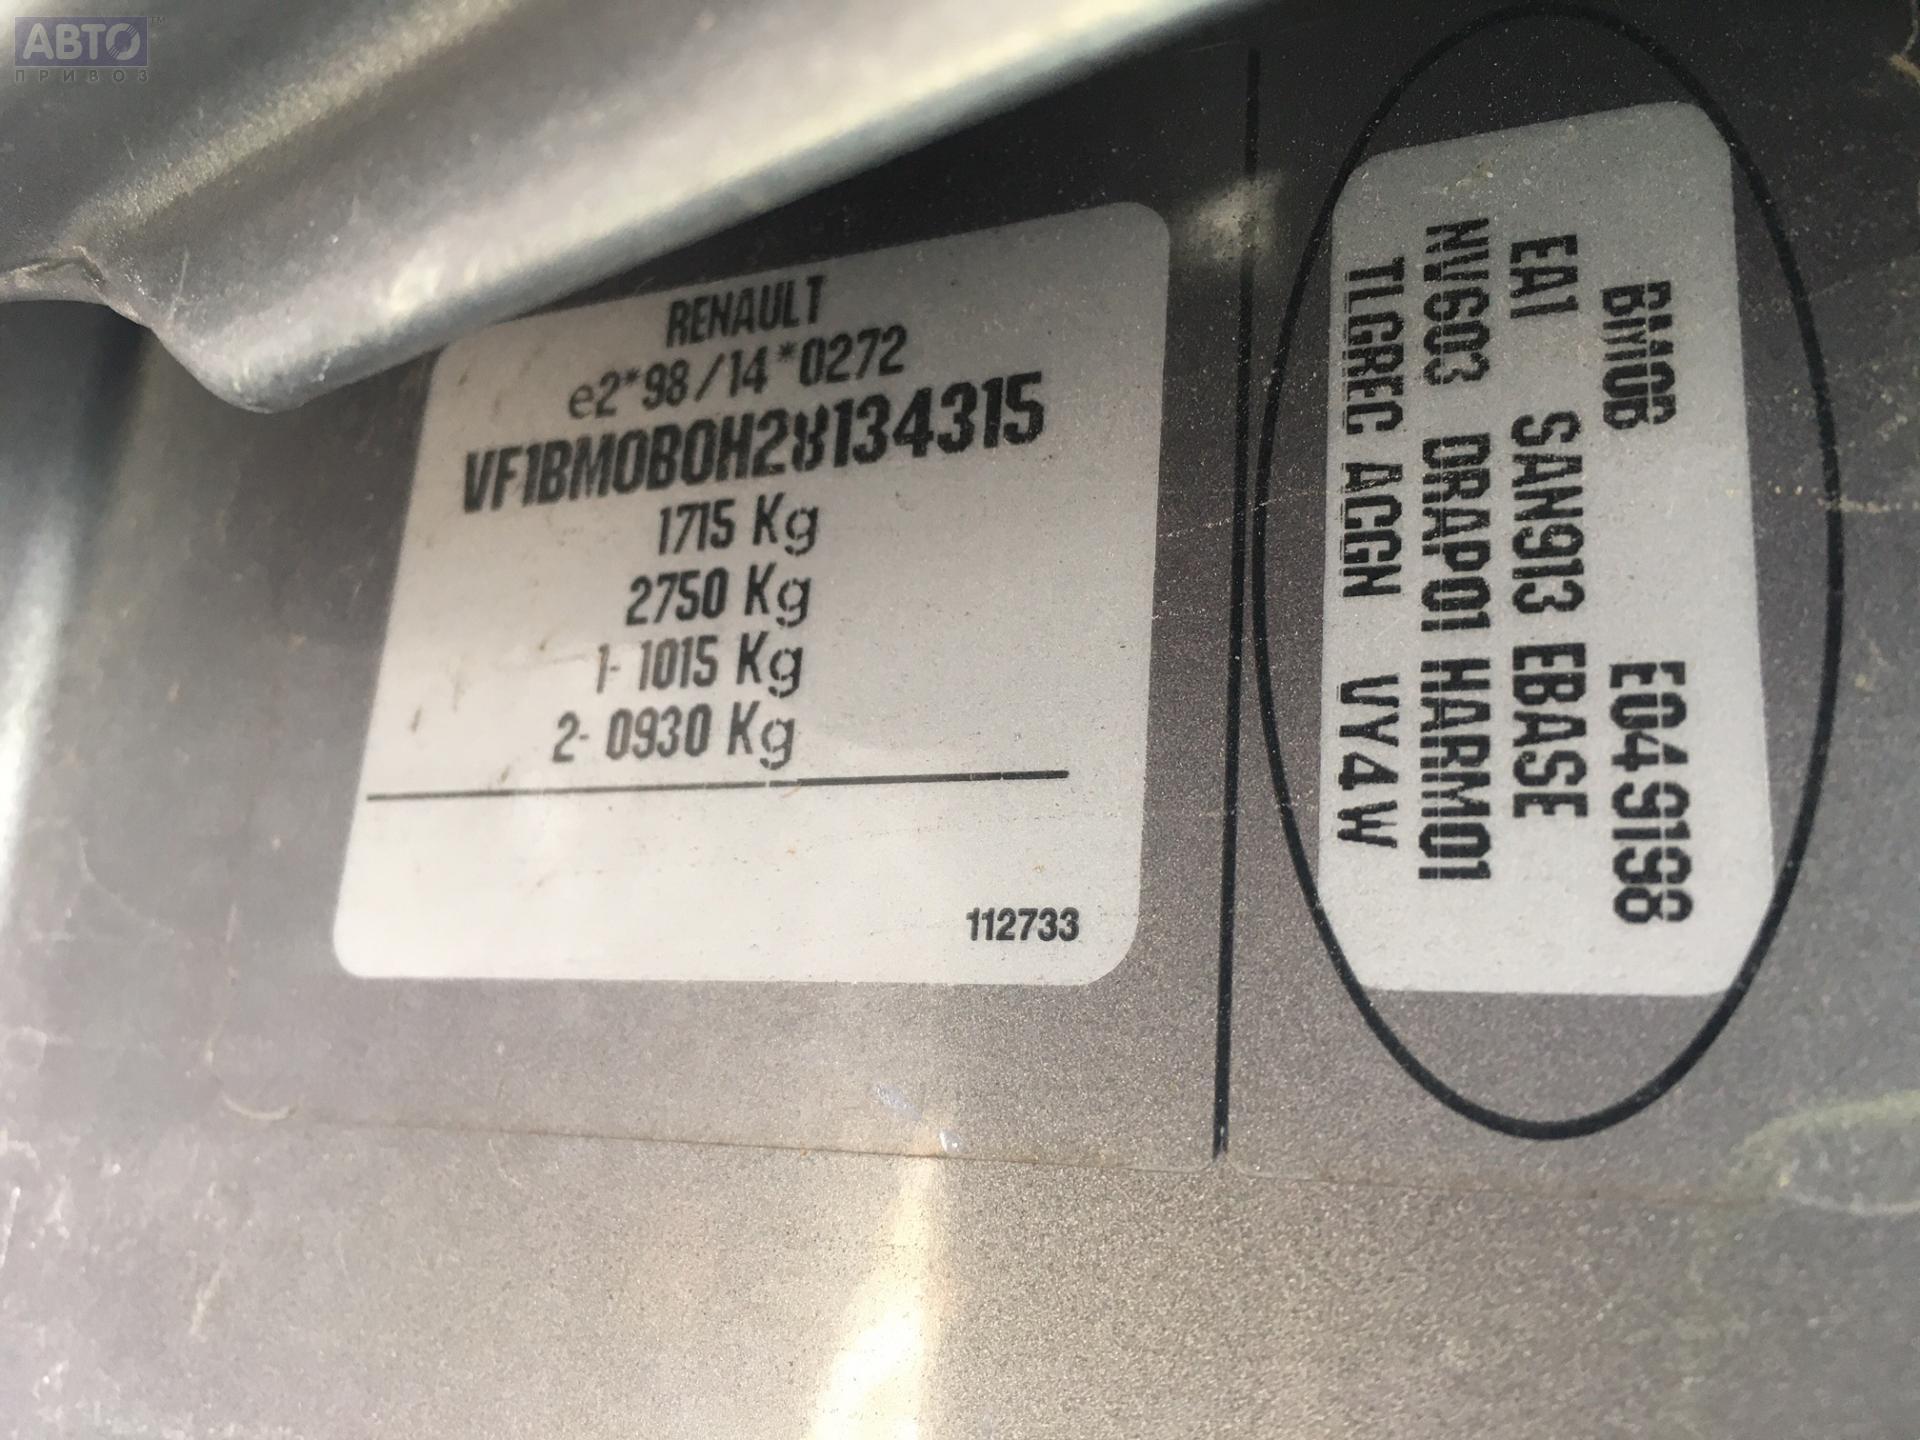 АВТО
ПРИВОЗ
RENAULT
e2*98/14*0272
VF1BM0B0H28134315
1715 Kg
2750 Kg
1- 1015 Kg
2- 0930 Kg
112733
BM0B E049198
EA1 SAN913 EBASE
NV603 DRAP01 HARM01
TLGREC ACGN VY4W